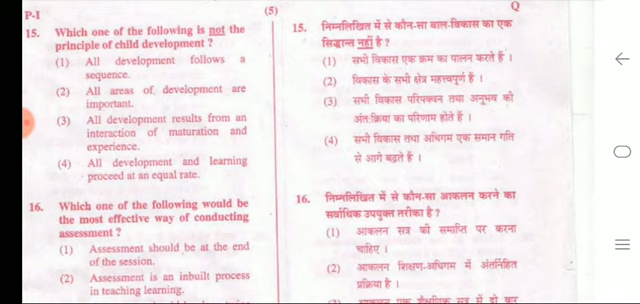 P-I
(5)
Q
15. Which one of the following is not the
principle of child development ?
(1) All development follows a
sequence.
(2) All areas of development are
important.
(3) All development results from an
interaction of maturation and
experience.
(4) All development and learning
proceed at an equal rate.
16. Which one of the following would be
the most effective way of conducting
assessment ?
(1) Assessment should be at the end
of the session.
(2) Assessment is an inbuilt process
in teaching learning.
15. निम्नलिखित में से कौन-सा बाल-विकास का एक
सिद्धान्त नहीं है ?
(1) सभी विकास एक क्रम का पालन करते हैं ।
(2) विकास के सभी क्षेत्र महत्त्वपूर्ण हैं ।
(3) सभी विकास परिपक्वन तथा अनुभव की
अंतःक्रिया का परिणाम होते हैं ।
(4) सभी विकास तथा अधिगम एक समान गति
से आगे बढ़ते हैं ।
16. निम्नलिखित में से कौन-सा आकलन करने का
सर्वाधिक उपयुक्त तरीका है ?
(1) आकलन सत्र की समाप्ति पर करना
चाहिए ।
(2) आकलन शिक्षण-अधिगम में अंतर्निहित
प्रक्रिया है ।